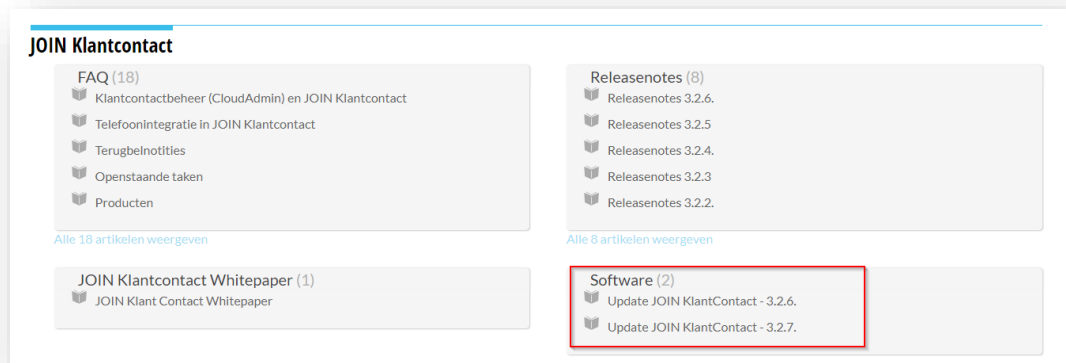 JOIN Klantcontact
FAQ (18)
Klantcontactbeheer (CloudAdmin) en JOIN Klantcontact
Telefoonintegratie in JOIN Klantcontact
Terugbelnotities
Openstaande taken
Producten
Alle 18 artikelen weergeven
Releasenotes (8)
Releasenotes 3.2.6.
Releasenotes 3.2.5
Releasenotes 3.2.4.
Releasenotes 3.2.3
Releasenotes 3.2.2.
Alle 8 artikelen weergeven
JOIN Klantcontact Whitepaper (1)
JOIN Klant Contact Whitepaper
Software (2)
Update JOIN KlantContact - 3.2.6.
Update JOIN KlantContact - 3.2.7.